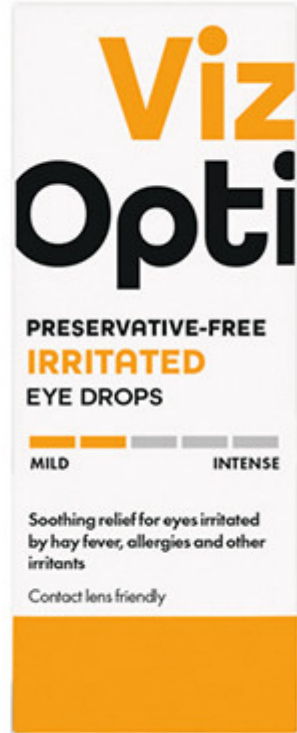 Viz
Opti
PRESERVATIVE-FREE
IRRITATED
EYE DROPS
MILD INTENSE
Soothing relief for eyes irritated
by hay fever, allergies and other
irritants
Contact lens friendly